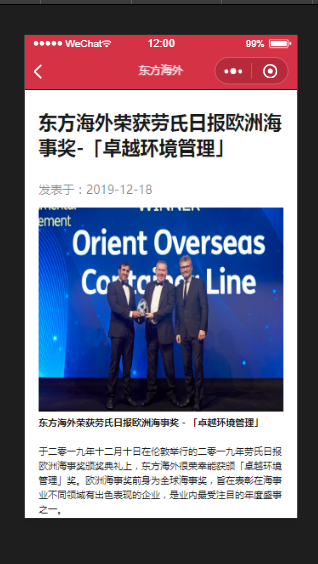 WeChat 12:00 99%
东方海外
东方海外荣获劳氏日报欧洲海
事奖-「卓越环境管理」
发表于：2019-12-18
ement
Orient Overseas
Container Line
东方海外荣获劳氏日报欧洲海事奖 - 「卓越环境管理」
于二零一九年十二月十日在伦敦举行的二零一九年劳氏日报
欧洲海事奖颁奖典礼上，东方海外很荣幸能获颁「卓越环境
管理」奖。欧洲海事奖前身为全球海事奖，旨在表彰在海事
业不同领域有出色表现的企业，是业内最受注目的年度盛事
之一。